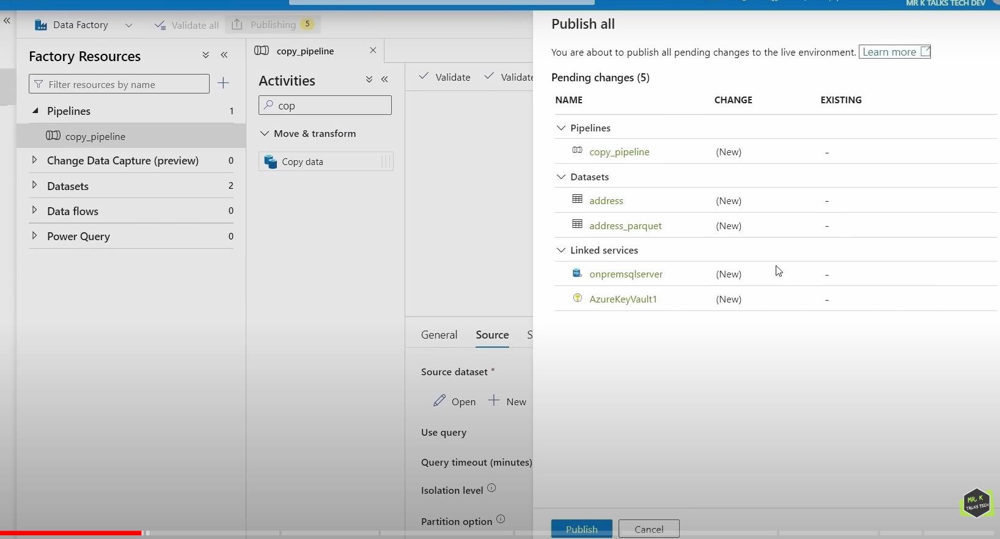 MR K TALKS TECH DEV
Data Factory
Validate all
Publishing 5
Factory Resources
Filter resources by name
Pipelines 1
copy_pipeline
Change Data Capture (preview) 0
Datasets 2
Data flows 0
Power Query 0
copy_pipeline
Activities
cop
Move & transform
Copy data
Validate
Validate
General
Source
S
Source dataset *
Open
New
Use query
Query timeout (minutes)
Isolation level
Partition option
Publish all
You are about to publish all pending changes to the live environment. Learn more
Pending changes (5)
NAME CHANGE EXISTING
Pipelines
copy_pipeline (New) -
Datasets
address (New) -
address_parquet (New) -
Linked services
onpremsqlserver (New) -
AzureKeyVault1 (New) -
Publish
Cancel
MR. K
TALKS TECH